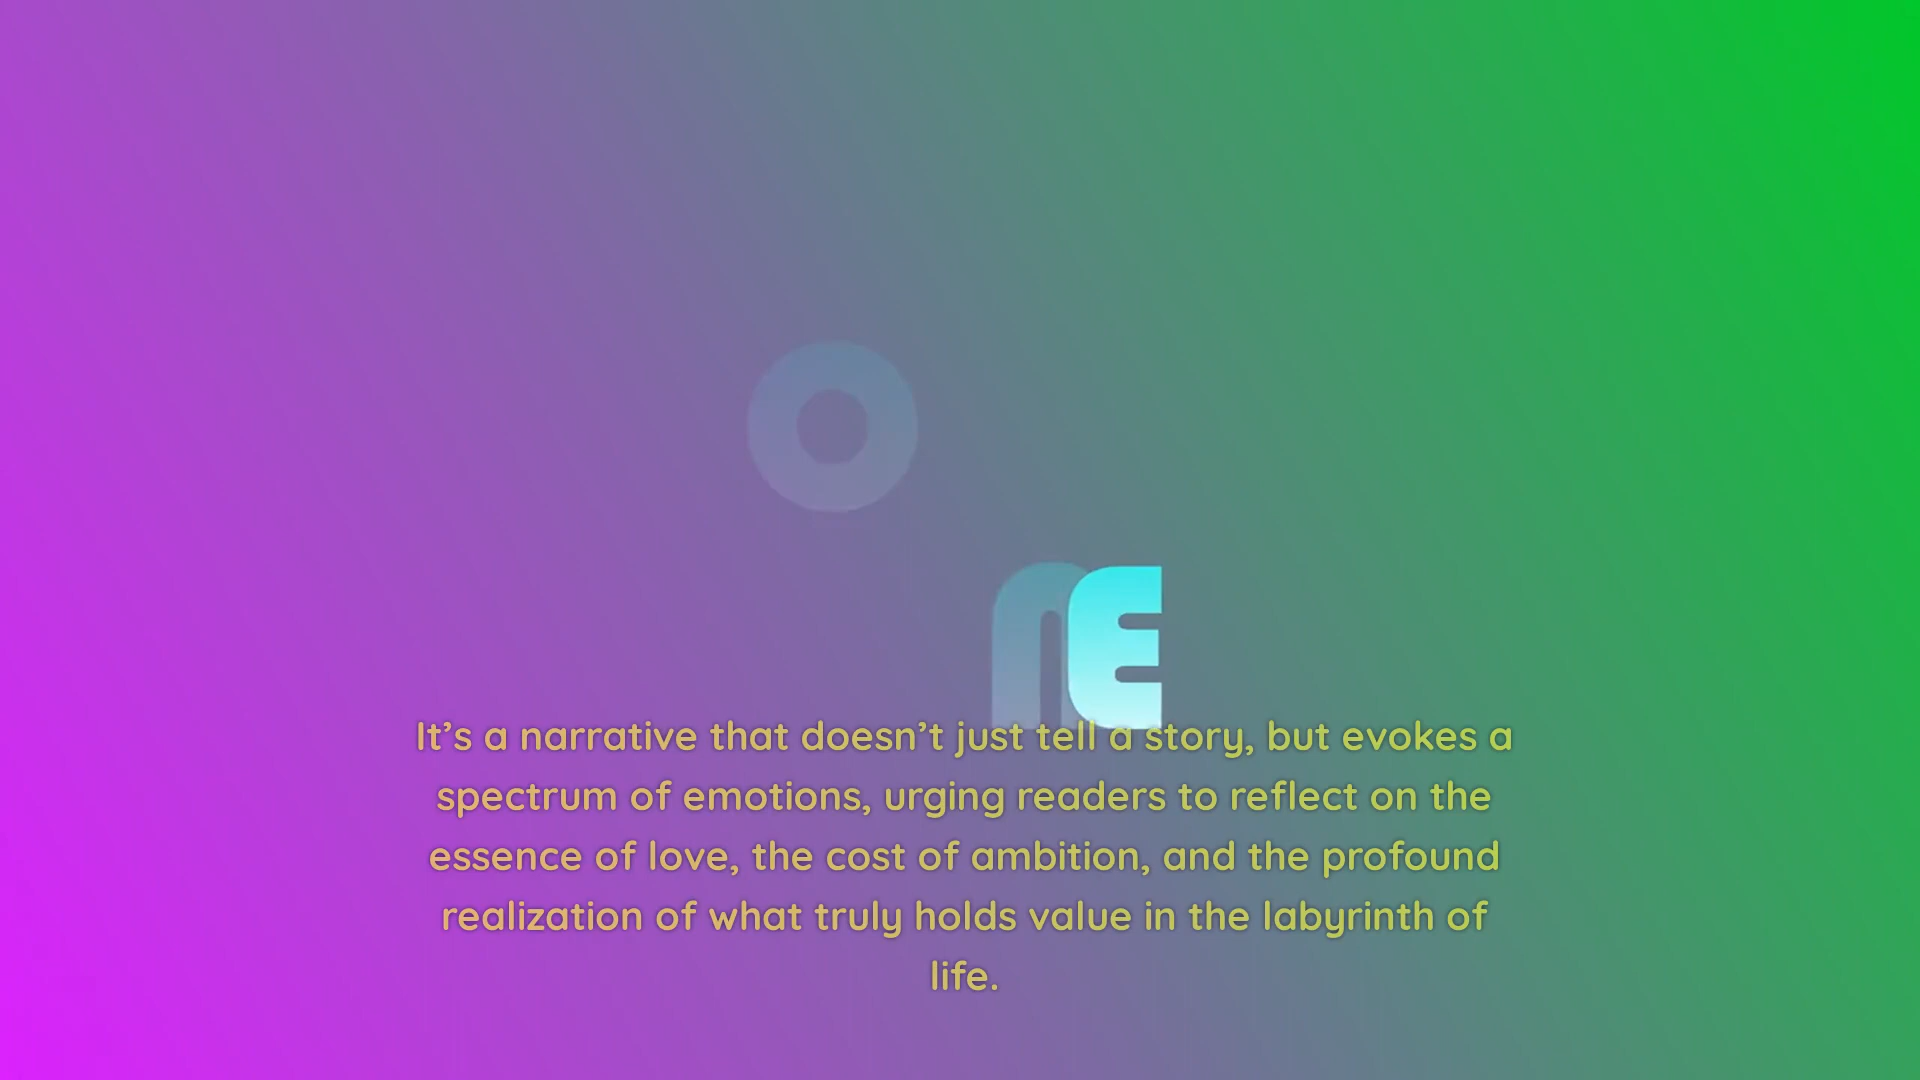 O
NE
It’s a narrative that doesn’t just tell a story, but evokes a
spectrum of emotions, urging readers to reflect on the
essence of love, the cost of ambition, and the profound
realization of what truly holds value in the labyrinth of
life.